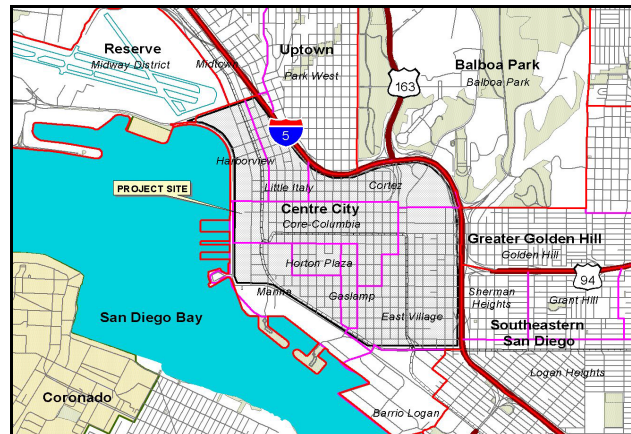 Reserve
Midway District
Midtown
Uptown
Park West
163
Balboa Park
Balboa Park
5
Harborview
PROJECT SITE
Little Italy
Cortez
Centre City
Core-Columbia
Greater Golden Hill
Golden Hill
Horton Plaza
94
Marina
Gaslamp
Sherman
Heights
Grant Hill
San Diego Bay
East Village
Southeastern
San Diego
Logan Heights
Coronado
Barrio Logan